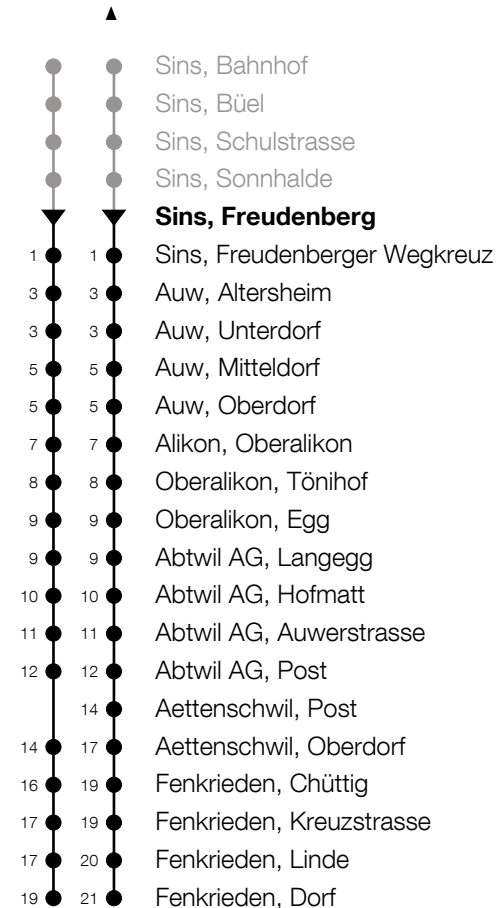 Sins, Bahnhof
Sins, Büel
Sins, Schulstrasse
Sins, Sonnhalde
Sins, Freudenberg
1 1 Sins, Freudenberger Wegkreuz
3 3 Auw, Altersheim
3 3 Auw, Unterdorf
5 5 Auw, Mitteldorf
5 5 Auw, Oberdorf
7 7 Alikon, Oberalikon
8 8 Oberalikon, Tönihof
9 9 Oberalikon, Egg
9 9 Abtwil AG, Langegg
10 10 Abtwil AG, Hofmatt
11 11 Abtwil AG, Auwerstrasse
12 12 Abtwil AG, Post
14 Aettenschwil, Post
14 17 Aettenschwil, Oberdorf
16 19 Fenkrieden, Chüttig
17 19 Fenkrieden, Kreuzstrasse
17 20 Fenkrieden, Linde
19 21 Fenkrieden, Dorf